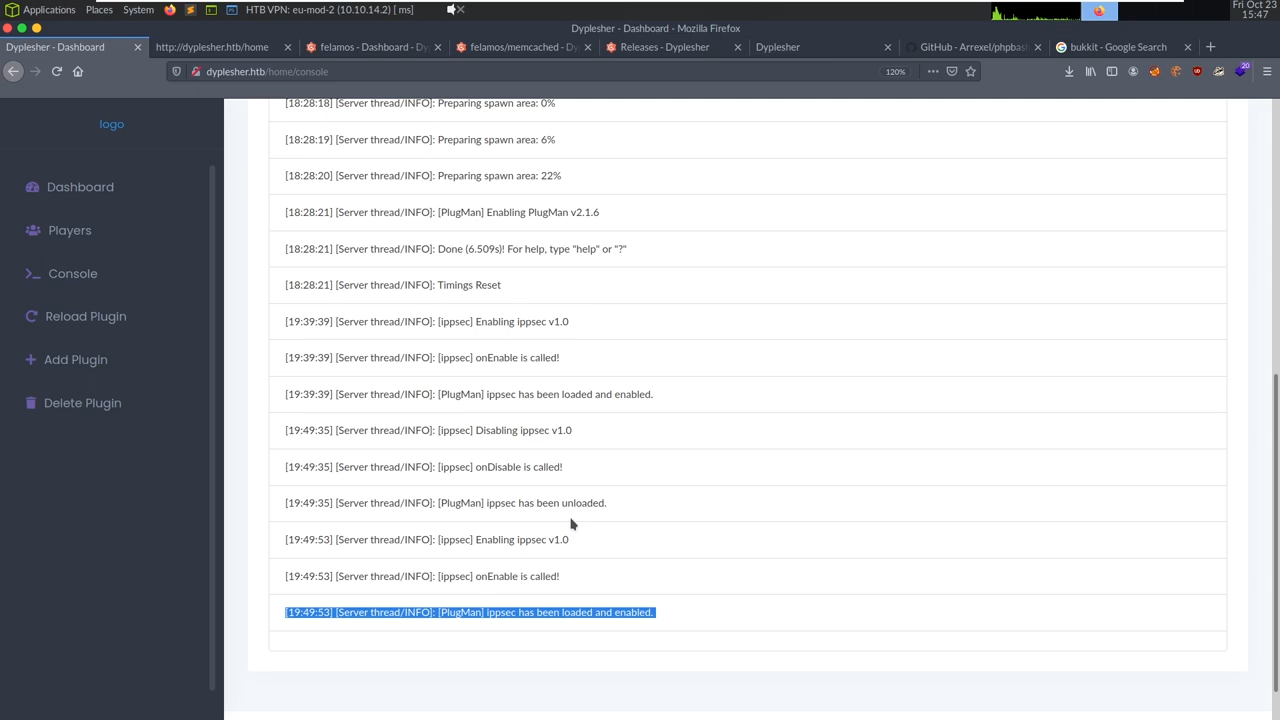 Applications Places System HTB VPN: eu-mod-2 (10.10.14.2) [ms] Fri Oct 23
15:47
Dyplesher - Dashboard - Mozilla Firefox
Dyplesher - Dashboard
http://dyplesher.htb/home
felamos - Dashboard - Dy
felamos/memcached - Dy
Releases - Dyplesher
Dyplesher
GitHub - Arrexel/phpbas
bukkit - Google Search
dyplesher.htb/home/console
120%
20
logo
Dashboard
Players
Console
Reload Plugin
Add Plugin
Delete Plugin
[18:28:18] [Server thread/INFO]: Preparing spawn area: 0%
[18:28:19] [Server thread/INFO]: Preparing spawn area: 6%
[18:28:20] [Server thread/INFO]: Preparing spawn area: 22%
[18:28:21] [Server thread/INFO]: [PlugMan] Enabling PlugMan v2.1.6
[18:28:21] [Server thread/INFO]: Done (6.509s)! For help, type "help" or "?"
[18:28:21] [Server thread/INFO]: Timings Reset
[19:39:39] [Server thread/INFO]: [ippsec] Enabling ippsec v1.0
[19:39:39] [Server thread/INFO]: [ippsec] onEnable is called!
[19:39:39] [Server thread/INFO]: [PlugMan] ippsec has been loaded and enabled.
[19:49:35] [Server thread/INFO]: [ippsec] Disabling ippsec v1.0
[19:49:35] [Server thread/INFO]: [ippsec] onDisable is called!
[19:49:35] [Server thread/INFO]: [PlugMan] ippsec has been unloaded.
[19:49:53] [Server thread/INFO]: [ippsec] Enabling ippsec v1.0
[19:49:53] [Server thread/INFO]: [ippsec] onEnable is called!
[19:49:53] [Server thread/INFO]: [PlugMan] ippsec has been loaded and enabled.